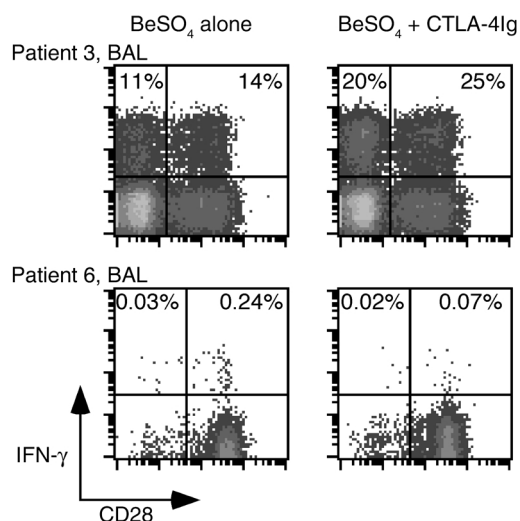 BeSO₄ alone BeSO₄ + CTLA-4Ig
Patient 3, BAL
11% 14% 20% 25%
Patient 6, BAL
0.03% 0.24% 0.02% 0.07%
IFN-γ
CD28